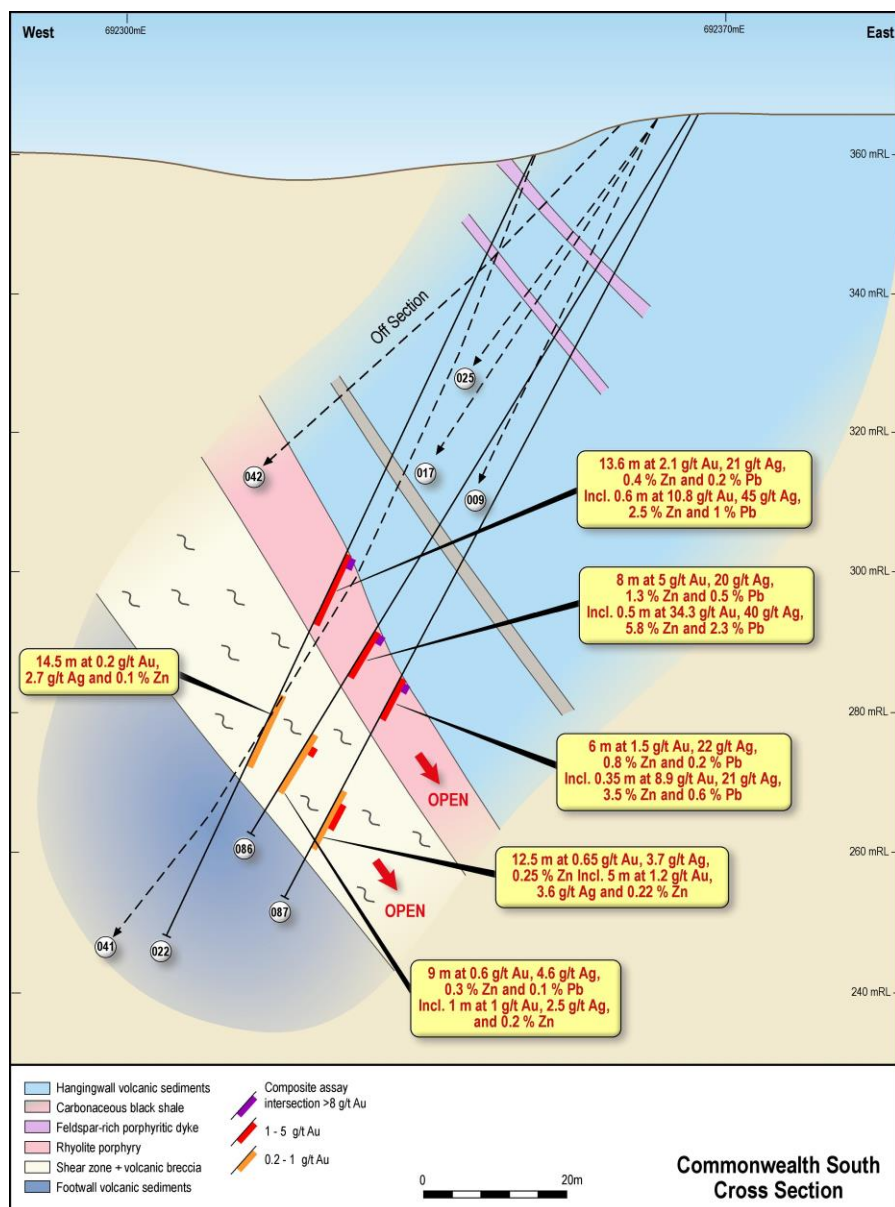 West
692300mE
692370mE
East
360 mRL
340 mRL
Off Section
025
320 mRL
042
017
009
13.6 m at 2.1 g/t Au, 21 g/t Ag,
0.4 % Zn and 0.2 % Pb
Incl. 0.6 m at 10.8 g/t Au, 45 g/t Ag,
2.5 % Zn and 1 % Pb
300 mRL
8 m at 5 g/t Au, 20 g/t Ag,
1.3 % Zn and 0.5 % Pb
Incl. 0.5 m at 34.3 g/t Au, 40 g/t Ag,
5.8 % Zn and 2.3 % Pb
14.5 m at 0.2 g/t Au,
2.7 g/t Ag and 0.1 % Zn
280 mRL
6 m at 1.5 g/t Au, 22 g/t Ag,
0.8 % Zn and 0.2 % Pb
Incl. 0.35 m at 8.9 g/t Au, 21 g/t Ag,
3.5 % Zn and 0.6 % Pb
OPEN
086
260 mRL
12.5 m at 0.65 g/t Au, 3.7 g/t Ag,
0.25 % Zn Incl. 5 m at 1.2 g/t Au,
3.6 g/t Ag and 0.22 % Zn
087
OPEN
041
022
9 m at 0.6 g/t Au, 4.6 g/t Ag,
0.3 % Zn and 0.1 % Pb
Incl. 1 m at 1 g/t Au, 2.5 g/t Ag,
and 0.2 % Zn
240 mRL
Hangingwall volcanic sediments
Carbonaceous black shale
Feldspar-rich porphyritic dyke
Rhyolite porphyry
Shear zone + volcanic breccia
Footwall volcanic sediments
Composite assay
intersection >8 g/t Au
1 - 5 g/t Au
0.2 - 1 g/t Au
0
20m
Commonwealth South
Cross Section